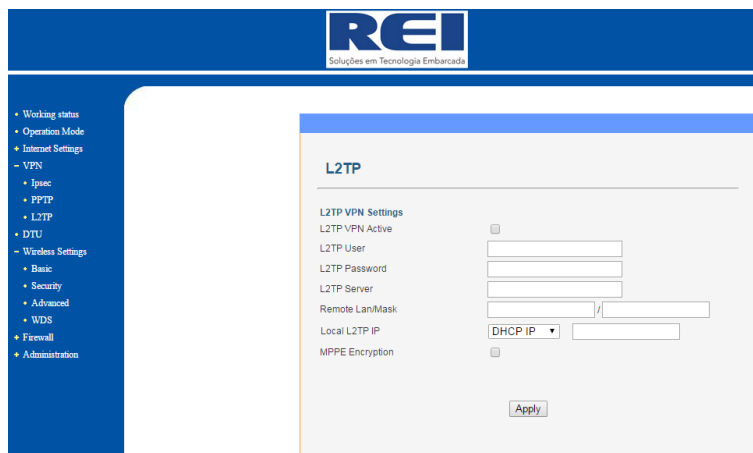 REI
Soluções em Tecnologia Embarcada
Working status
Operation Mode
Internet Settings
VPN
Ipsec
PPTP
L2TP
DTU
Wireless Settings
Basic
Security
Advanced
WDS
Firewall
Administration
L2TP
L2TP VPN Settings
L2TP VPN Active
L2TP User
L2TP Password
L2TP Server
Remote Lan/Mask /
Local L2TP IP DHCP IP
MPPE Encryption
Apply